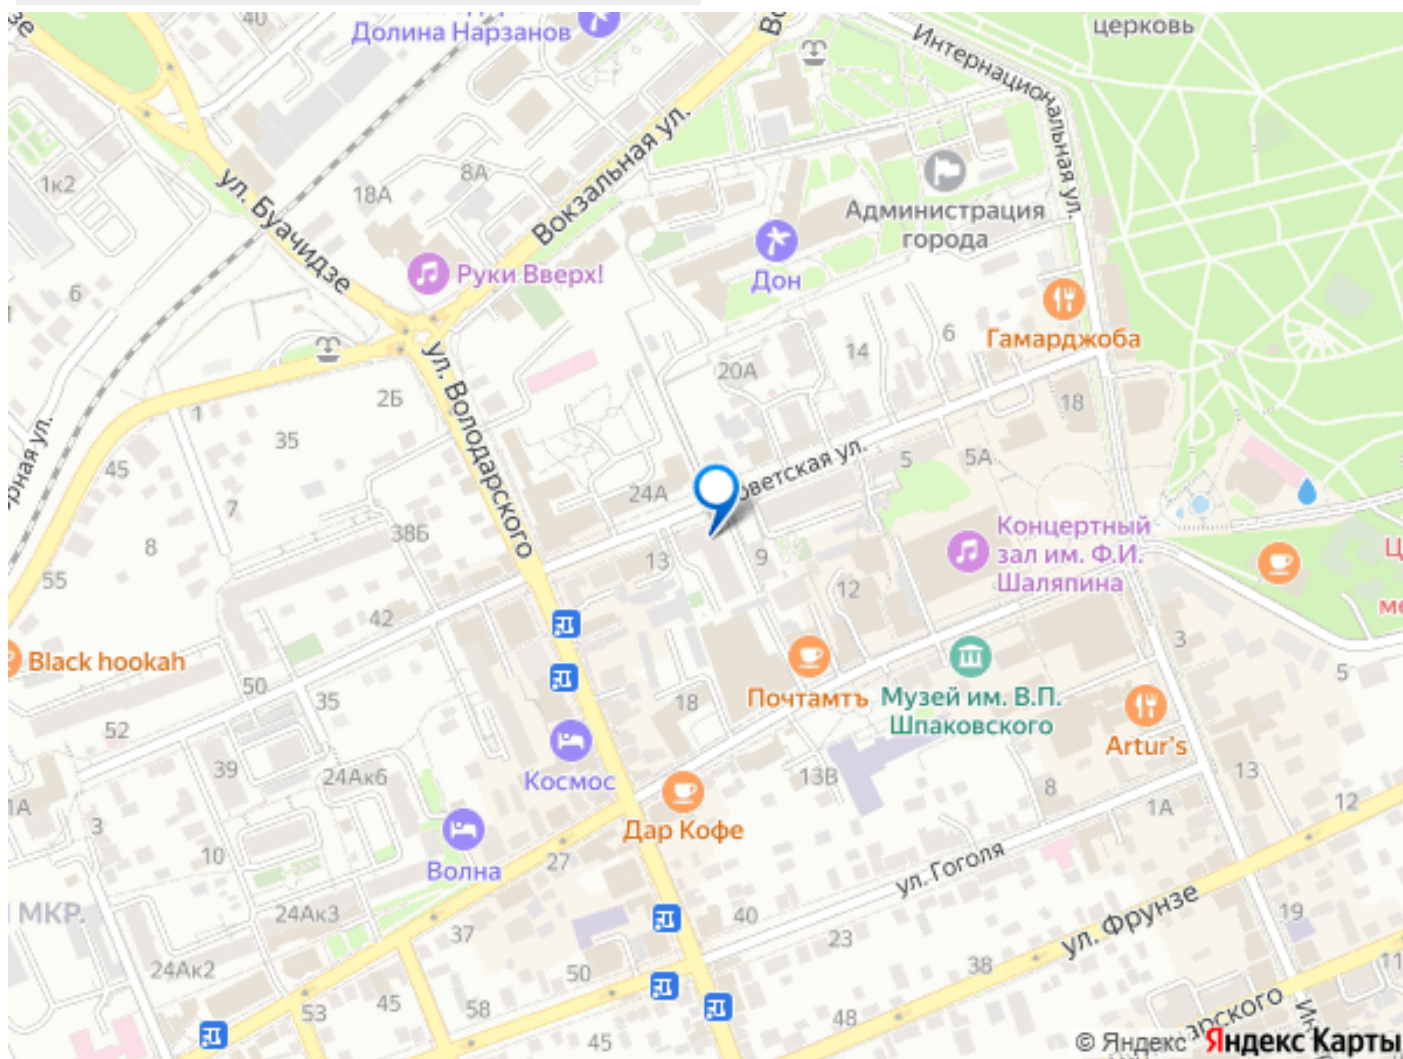 40
Долина Нарзанов
церковь
Интернациональная ул.
1к2
ул. Буачидзе
18А
8А
Вокзальная ул.
Администрация
города
Дон
6
Руки Вверх!
Гамарджоба
14
6
20А
ул. Володарского
2Б
1
35
45
7
8
38Б
55
42
24А
18
5
5А
13
9
12
Концертный
зал им. Ф.И.
Шаляпина
Black hookah
50
35
52
39
24Ак6
1А
3
10
Космос
Волна
18
Почтамтъ
Музей им. В.П.
Шпаковского
3
5
Artur's
13В
8
1А
13
12
Дар Кофе
27
ул. Гоголя
МКР.
24Ак3
24Ак2
37
40
23
ул. Фрунзе
19
38
50
58
53
45
45
48
11
© Яндекс Яндекс Карты